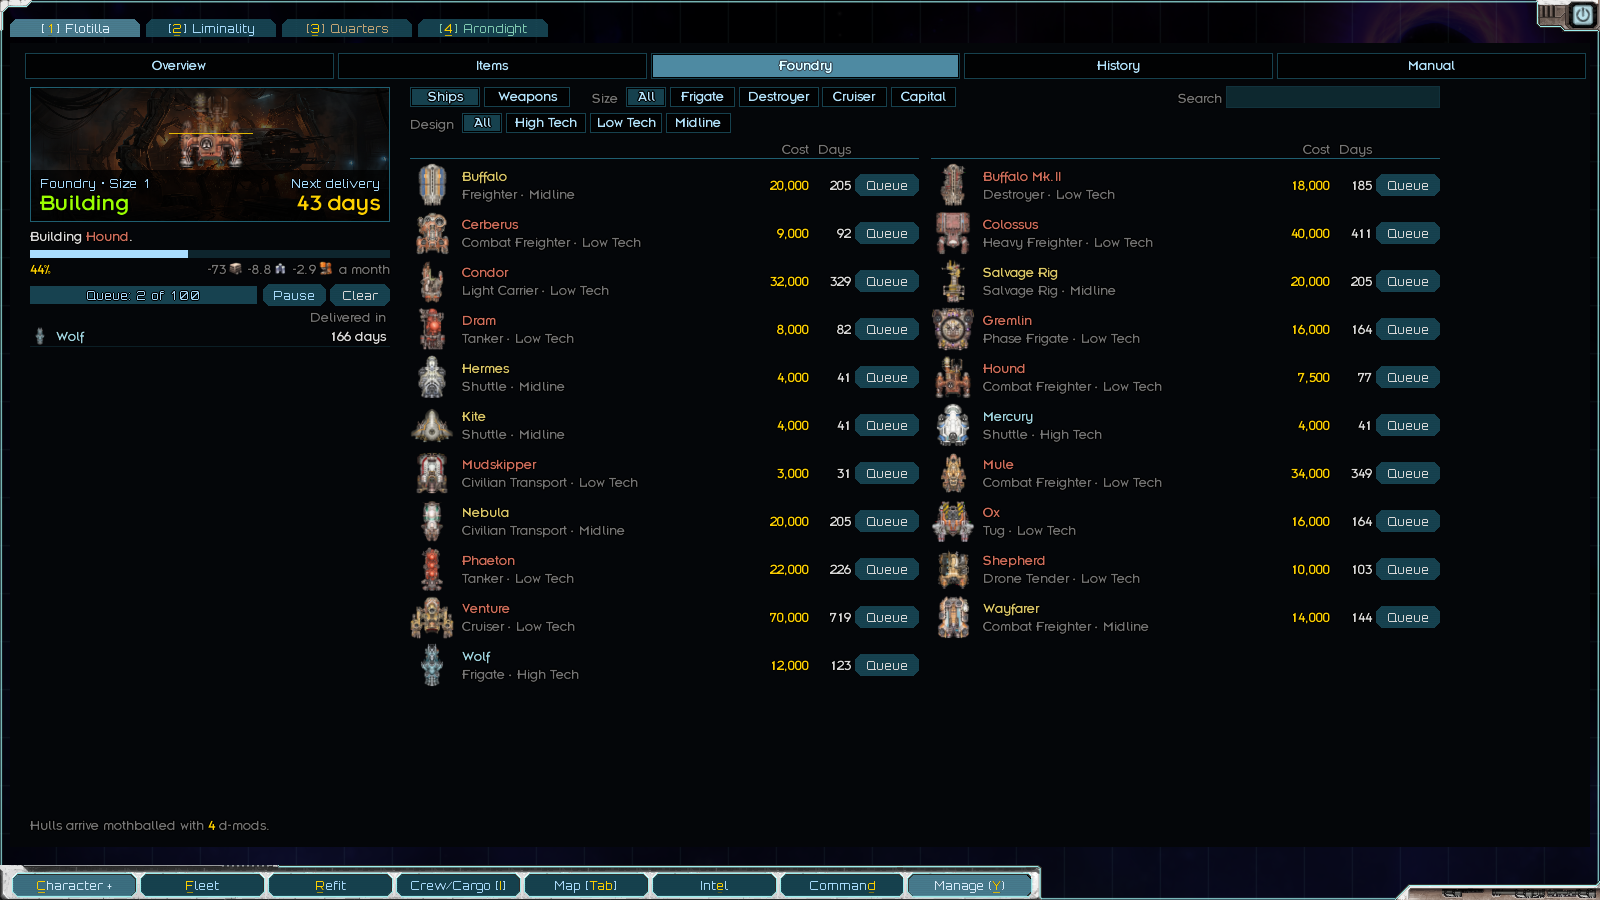 [1] Flotilla [2] Liminality [3] Quarters [4] Arondight
Overview Items Foundry History Manual
Ships Weapons Size All Frigate Destroyer Cruiser Capital Search
Design All High Tech Low Tech Midline
Foundry · Size 1 Next delivery
Building 43 days
Building Hound.
44% -73 -8.8 -2.9 a month
Queue: 2 of 100 Pause Clear
Delivered in
Wolf 166 days
Cost Days
Buffalo 20,000 205 Queue
Freighter · Midline
Cerberus 9,000 92 Queue
Combat Freighter · Low Tech
Condor 32,000 329 Queue
Light Carrier · Low Tech
Dram 8,000 82 Queue
Tanker · Low Tech
Hermes 4,000 41 Queue
Shuttle · Midline
Kite 4,000 41 Queue
Shuttle · Midline
Mudskipper 3,000 31 Queue
Civilian Transport · Low Tech
Nebula 20,000 205 Queue
Civilian Transport · Midline
Phaeton 22,000 226 Queue
Tanker · Low Tech
Venture 70,000 719 Queue
Cruiser · Low Tech
Wolf 12,000 123 Queue
Frigate · High Tech
Cost Days
Buffalo Mk.II 18,000 185 Queue
Destroyer · Low Tech
Colossus 40,000 411 Queue
Heavy Freighter · Low Tech
Salvage Rig 20,000 205 Queue
Salvage Rig · Midline
Gremlin 16,000 164 Queue
Phase Frigate · Low Tech
Hound 7,500 77 Queue
Combat Freighter · Low Tech
Mercury 4,000 41 Queue
Shuttle · High Tech
Mule 34,000 349 Queue
Combat Freighter · Low Tech
Ox 16,000 164 Queue
Tug · Low Tech
Shepherd 10,000 103 Queue
Drone Tender · Low Tech
Wayfarer 14,000 144 Queue
Combat Freighter · Midline
Hulls arrive mothballed with 4 d-mods.
Character + Fleet Refit Crew/Cargo [I] Map [Tab] Intel Command Manage (Y)